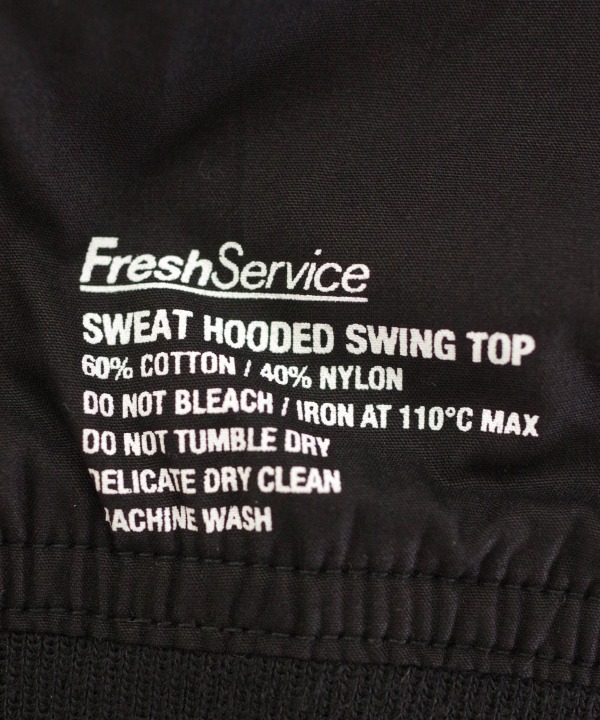 FreshService
SWEAT HOODED SWING TOP
60% COTTON / 40% NYLON
DO NOT BLEACH / IRON AT 110°C MAX
DO NOT TUMBLE DRY
DELICATE DRY CLEAN
MACHINE WASH